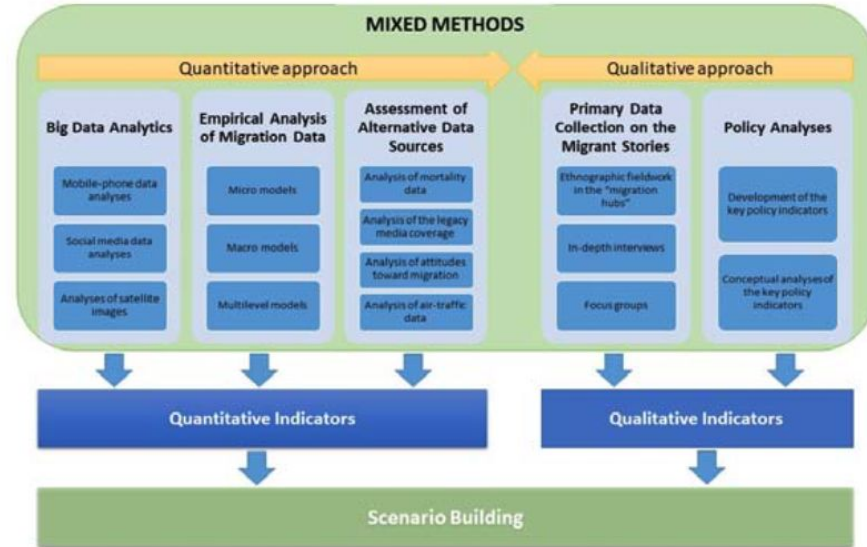 MIXED METHODS
Quantitative approach
Qualitative approach
Big Data Analytics
Mobile-phone data
analyses
Social media data
analyses
Analyses of satellite
images
Empirical Analysis
of Migration Data
Micro models
Macro models
Multilevel models
Assessment of
Alternative Data
Sources
Analysis of mortality
data
Analysis of the legacy
media coverage
Analysis of attitudes
toward migration
Analysis of air-traffic
data
Primary Data
Collection on the
Migrant Stories
Ethnographic fieldwork
in the "migration
hubs"
In-depth interviews
Focus groups
Policy Analyses
Development of the
key policy indicators
Conceptual analyses of
the key policy
indicators
Quantitative Indicators
Qualitative Indicators
Scenario Building